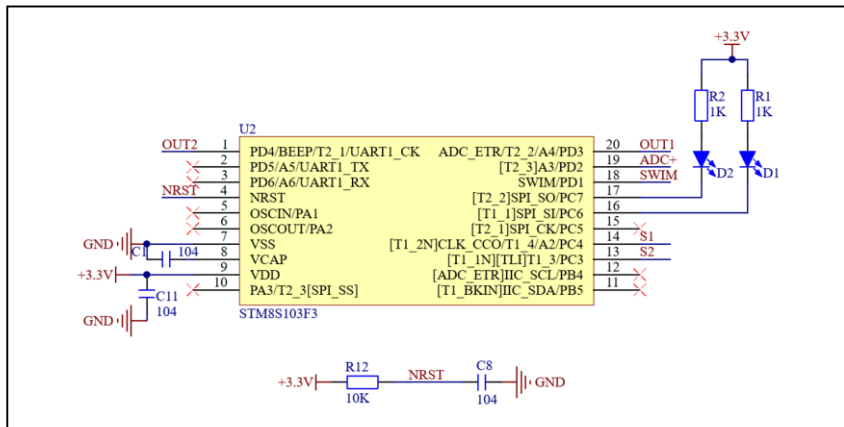 +3.3V
R2
1K
R1
1K
D2
D1
U2
OUT2 1 PD4/BEEP/T2_1/UART1_CK ADC_ETR/T2_2/A4/PD3 20 OUT1
2 PD5/A5/UART1_TX [T2_3]A3/PD2 19 ADC+
3 PD6/A6/UART1_RX SWIM/PD1 18 SWIM
NRST 4 NRST [T2_2]SPI_SO/PC7 17
5 OSCIN/PA1 [T1_1]SPI_SI/PC6 16
6 OSCOUT/PA2 [T2_1]SPI_CK/PC5 15
GND 7 VSS [T1_2N]CLK_CCO/T1_4/A2/PC4 14 S1
C1 104 8 VCAP [T1_1N][TLI]T1_3/PC3 13 S2
+3.3V 9 VDD [ADC_ETR]IIC_SCL/PB4 12
10 PA3/T2_3[SPI_SS] [T1_BKIN]IIC_SDA/PB5 11
C11
104
GND
STM8S103F3
+3.3V
R12
10K
NRST
C8
104
GND